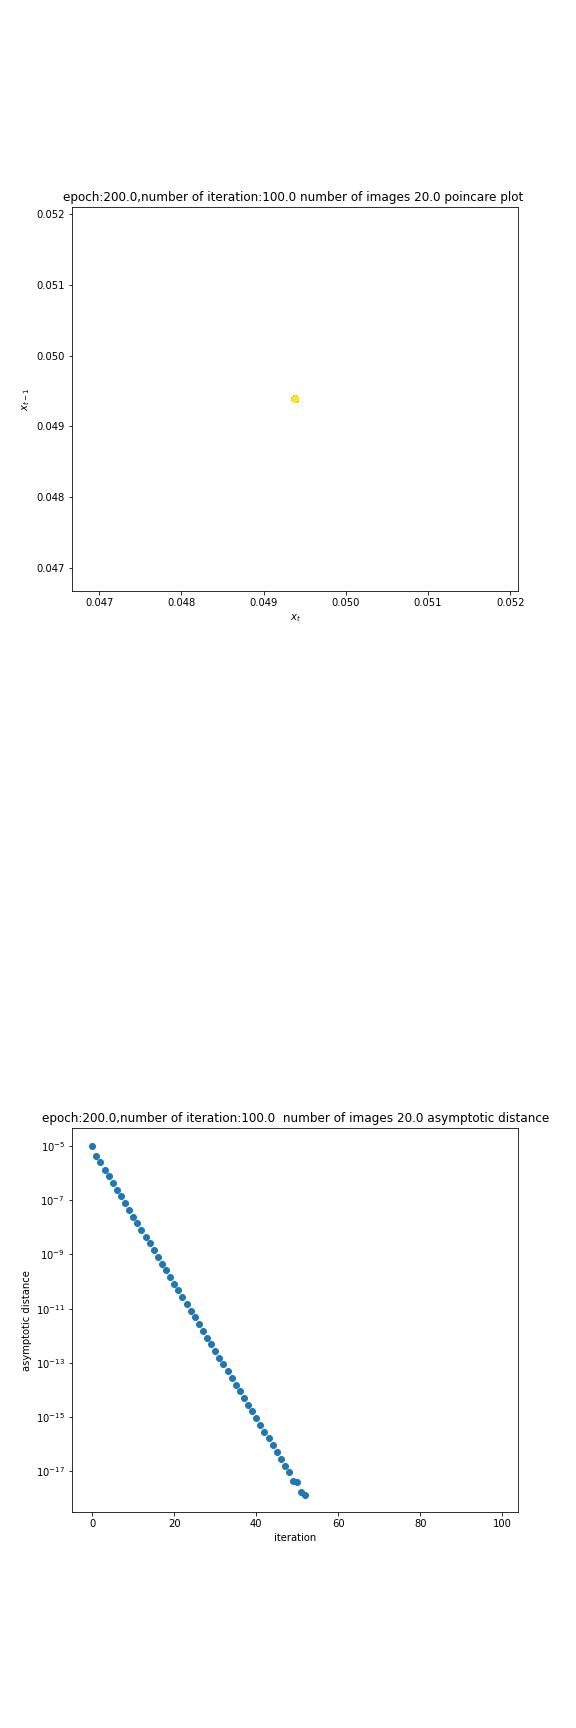 epoch:200.0,number of iteration:100.0 number of images 20.0 poincare plot
0.052
0.051
0.050
0.049
0.048
0.047
x_{t-1}
0.047 0.048 0.049 0.050 0.051 0.052
x_t
epoch:200.0,number of iteration:100.0  number of images 20.0 asymptotic distance
10^{-5}
10^{-7}
10^{-9}
10^{-11}
10^{-13}
10^{-15}
10^{-17}
asymptotic distance
0 20 40 60 80 100
iteration